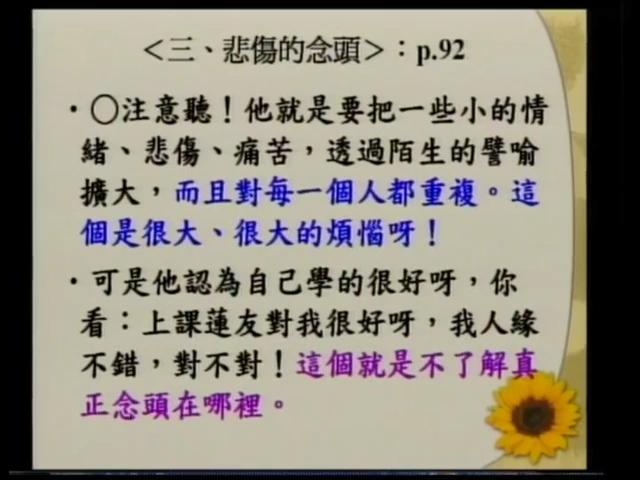 ＜三、悲傷的念頭＞：p.92
・〇注意聽！他就是要把一些小的情
緒、悲傷、痛苦，透過陌生的譬喻
擴大，而且對每一個人都重複。這
個是很大、很大的煩惱呀！
・可是他認為自己學的很好呀，你
看：上課蓮友對我很好呀，我人緣
不錯，對不對！這個就是不了解真
正念頭在哪裡。